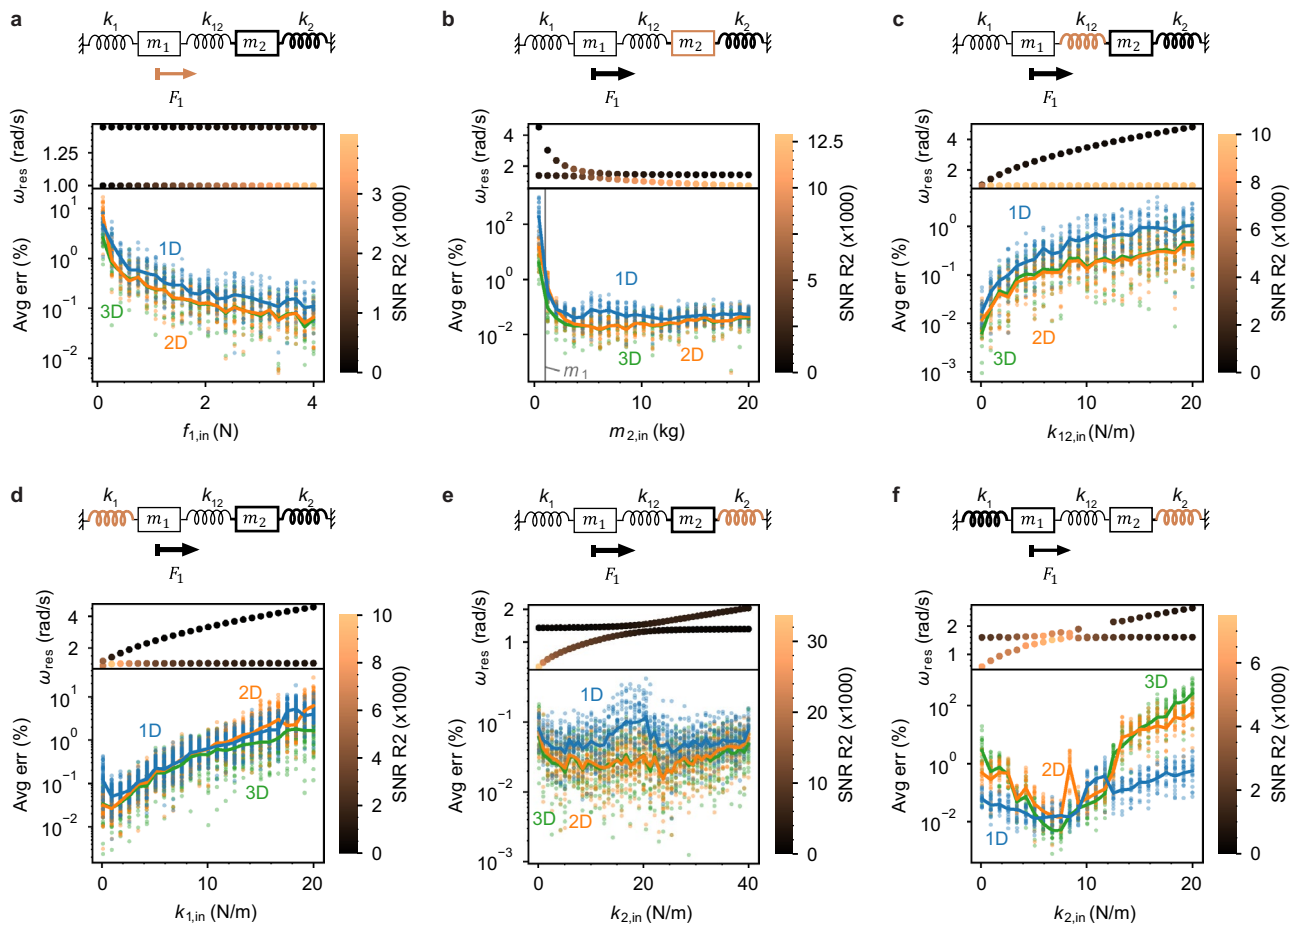 a
k1 k12 k2
m1 m2
F1
ωres (rad/s)
1.25
1.00
Avg err (%)
10^1
10^0
10^−1
10^−2
1D
3D
2D
0 2 4
f1,in (N)
3
2
1
0
SNR R2 (x1000)
b
k1 k12 k2
m1 m2
F1
ωres (rad/s)
4
2
Avg err (%)
10^2
10^0
10^−2
1D
3D 2D
m1
0 10 20
m2,in (kg)
12.5
10
7.5
5
2.5
0
SNR R2 (x1000)
c
k1 k12 k2
m1 m2
F1
ωres (rad/s)
4
2
Avg err (%)
10^0
10^−1
10^−2
10^−3
1D
2D
3D
0 10 20
k12,in (N/m)
10
8
6
4
2
0
SNR R2 (x1000)
d
k1 k12 k2
m1 m2
F1
ωres (rad/s)
4
2
Avg err (%)
10^1
10^0
10^−1
10^−2
2D
1D
3D
0 10 20
k1,in (N/m)
10
8
6
4
2
0
SNR R2 (x1000)
e
k1 k12 k2
m1 m2
F1
ωres (rad/s)
2
1
Avg err (%)
10^−1
10^−2
10^−3
1D
3D 2D
0 20 40
k2,in (N/m)
30
20
10
0
SNR R2 (x1000)
f
k1 k12 k2
m1 m2
F1
ωres (rad/s)
4
2
Avg err (%)
10^2
10^0
10^−2
3D
2D
1D
0 10 20
k2,in (N/m)
6
4
2
0
SNR R2 (x1000)